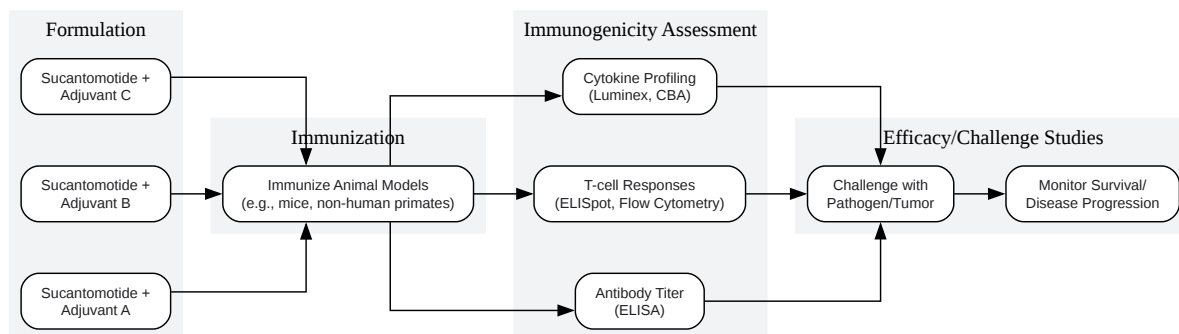 Formulation
Sucantomotide +
Adjuvant C
Sucantomotide +
Adjuvant B
Sucantomotide +
Adjuvant A
Immunization
Immunize Animal Models
(e.g., mice, non-human primates)
Immunogenicity Assessment
Cytokine Profiling
(Luminex, CBA)
T-cell Responses
(ELISpot, Flow Cytometry)
Antibody Titer
(ELISA)
Efficacy/Challenge Studies
Challenge with
Pathogen/Tumor
Monitor Survival/
Disease Progression